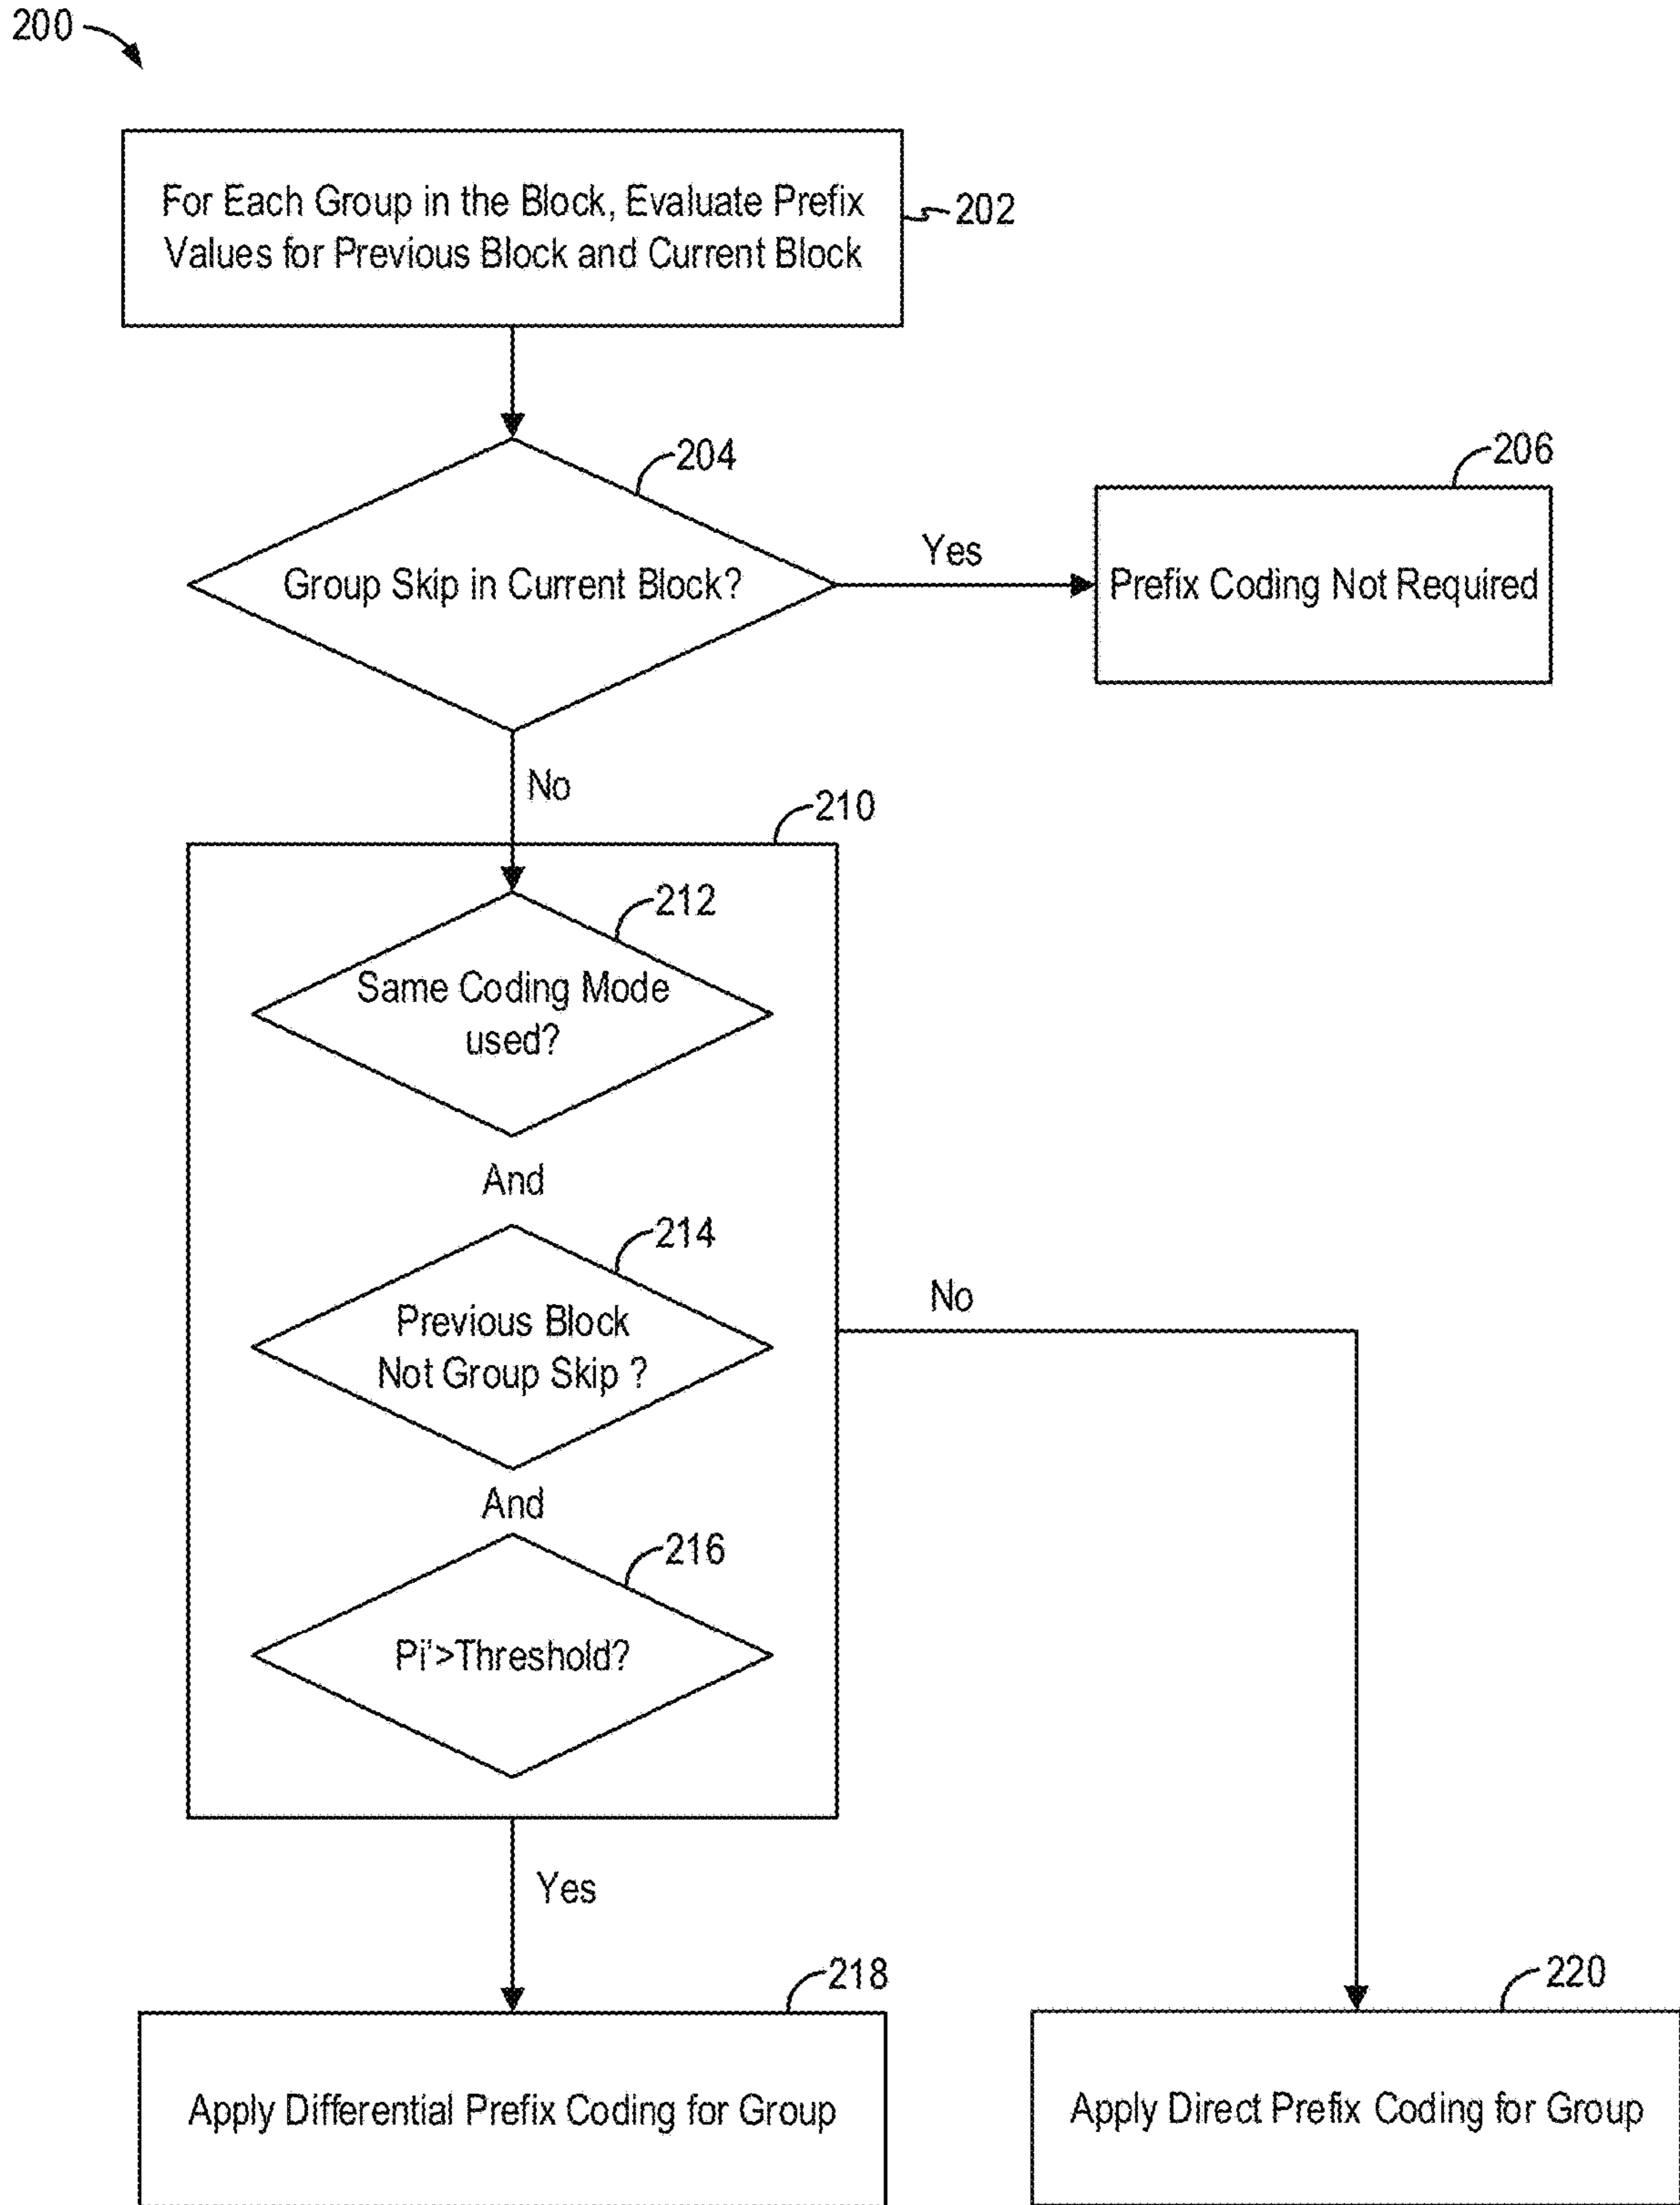 200
For Each Group in the Block, Evaluate Prefix
Values for Previous Block and Current Block
202
204
Group Skip in Current Block?
Yes
206
Prefix Coding Not Required
No
210
212
Same Coding Mode
used?
And
214
Previous Block
Not Group Skip ?
No
And
216
Pi'>Threshold?
Yes
218
Apply Differential Prefix Coding for Group
220
Apply Direct Prefix Coding for Group